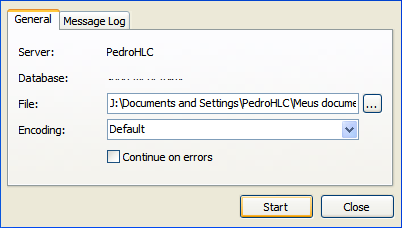 General
Message Log
Server: PedroHLC
Database:
File: J:\Documents and Settings\PedroHLC\Meus docume ...
Encoding: Default
Continue on errors
Start
Close